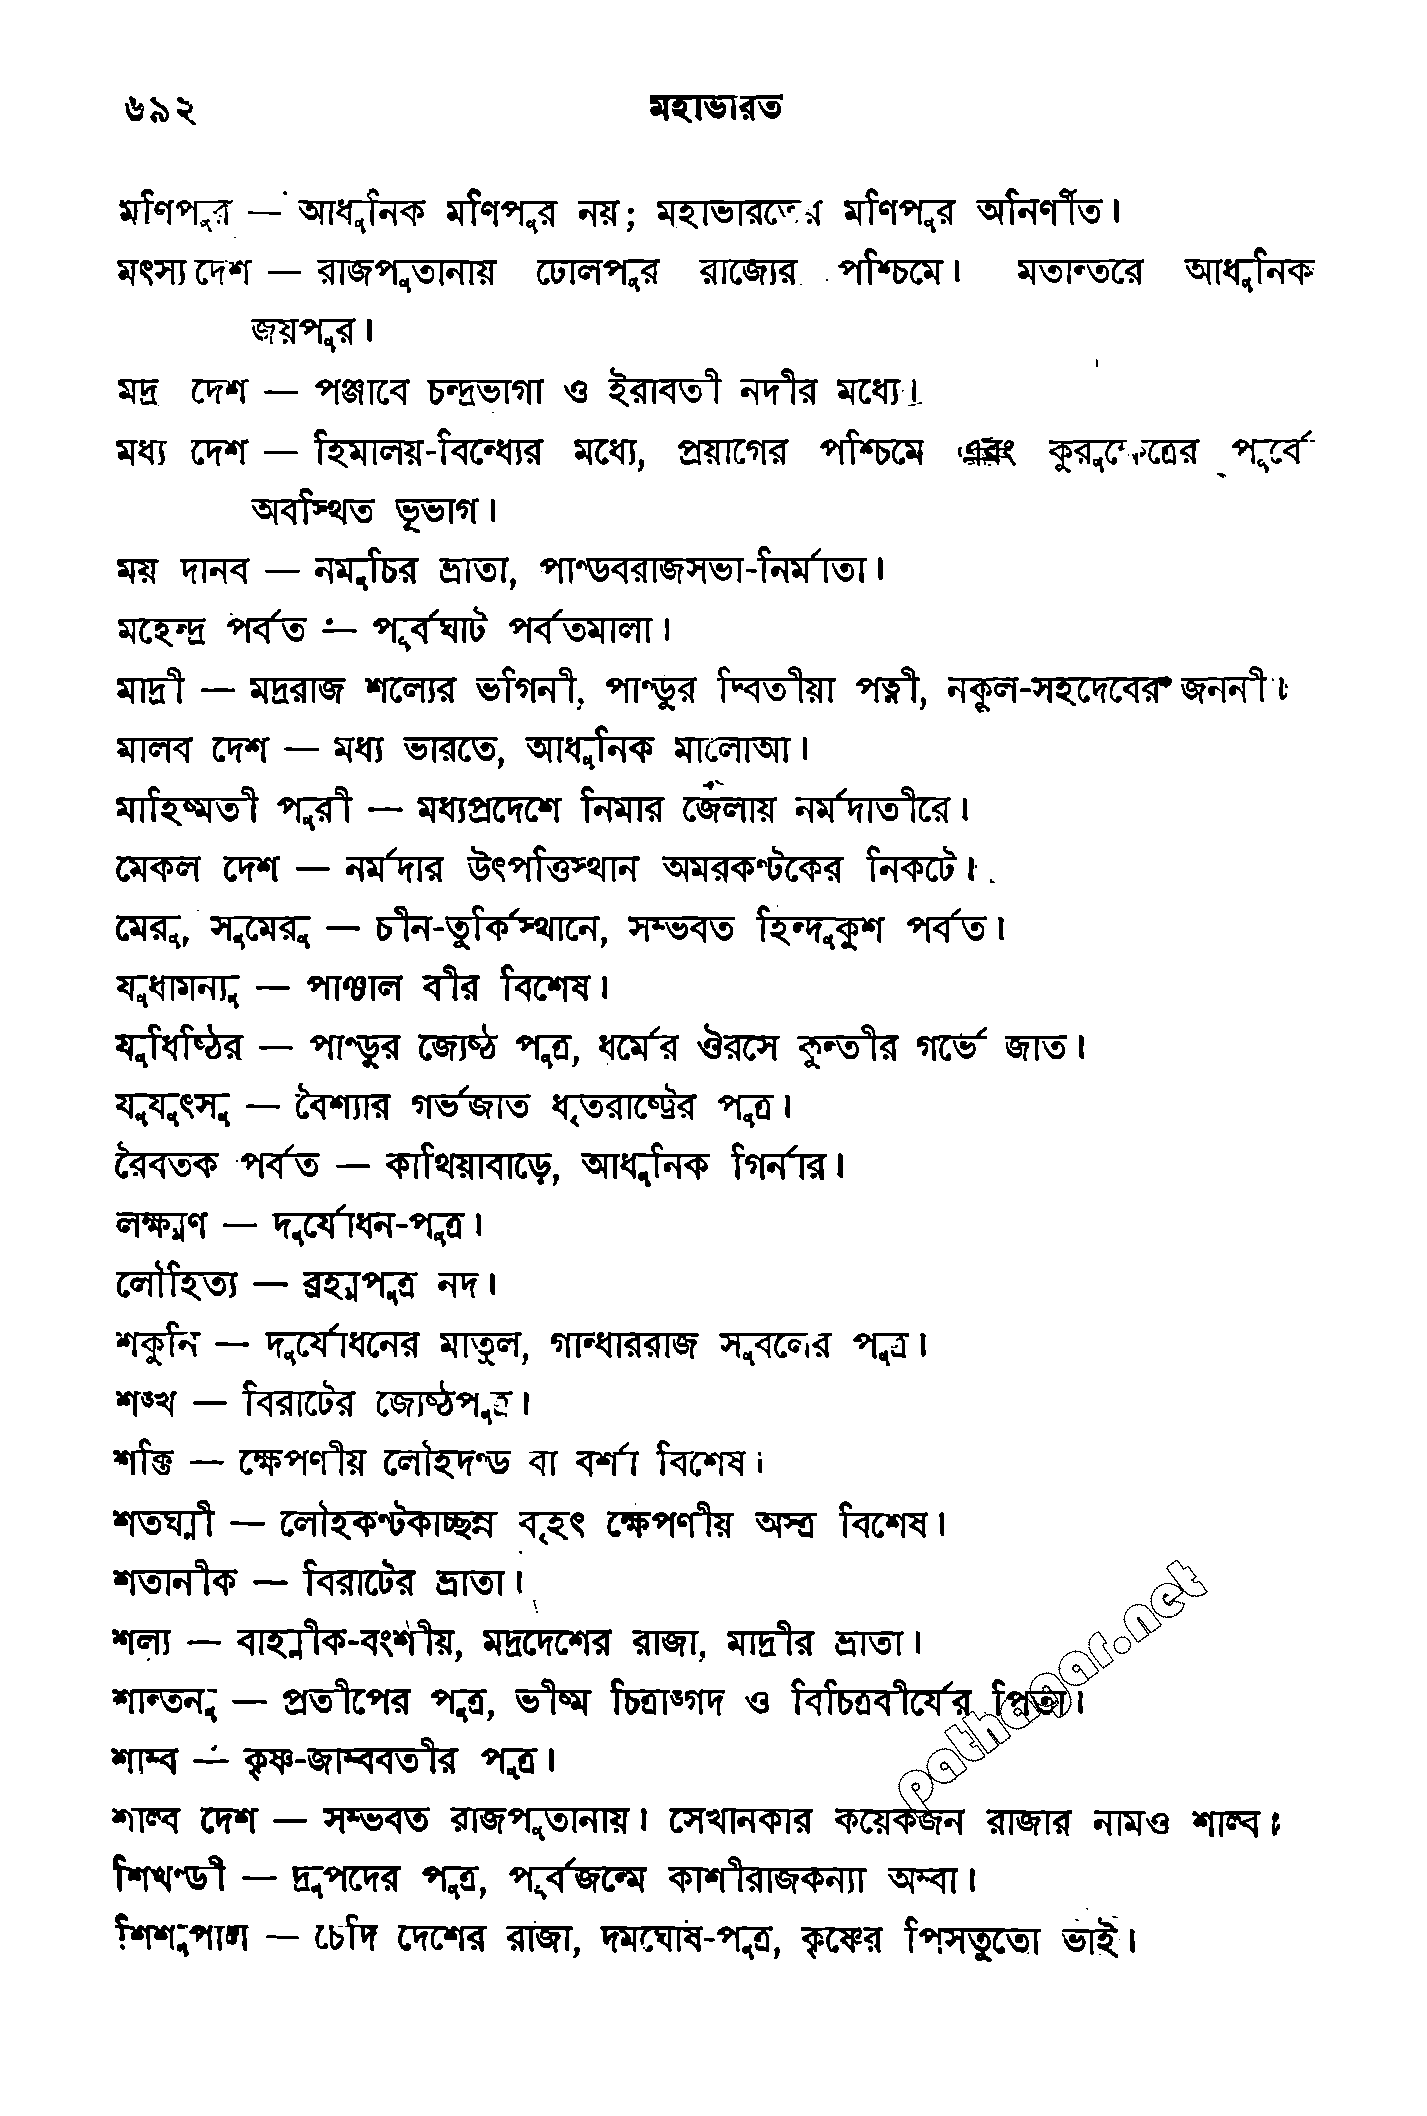 ৬৯২ মহাভারত
মণিপুর — আধুনিক মণিপুর নয়; মহাভারতের মণিপুর অনির্ণীত।
মৎস্য দেশ — রাজপুতানায় ঢোলপুর রাজ্যের পশ্চিমে। মতান্তরে আধুনিক
জয়পুর।
মদ্র দেশ — পঞ্জাবে চন্দ্রভাগা ও ইরাবতী নদীর মধ্যে।
মধ্য দেশ — হিমালয়-বিন্ধ্যের মধ্যে, প্রয়াগের পশ্চিমে এবং কুরুক্ষেত্রের পূর্বে
অবস্থিত ভূভাগ।
ময় দানব — নমুচির ভ্রাতা, পাণ্ডবরাজসভা-নির্মাতা।
মহেন্দ্র পর্বত — পূর্বঘাট পর্বতমালা।
মাদ্রী — মদ্ররাজ শল্যের ভগিনী, পাণ্ডুর দ্বিতীয়া পত্নী, নকুল-সহদেবের জননী।
মালব দেশ — মধ্য ভারতে, আধুনিক মালোআ।
মাহিষ্মতী পুরী — মধ্যপ্রদেশে নিমার জেলায় নর্মদাতীরে।
মেকল দেশ — নর্মদার উৎপত্তিস্থান অমরকণ্টকের নিকটে।
মেরু, সুমেরু — চীন-তুর্কিস্থানে, সম্ভবত হিন্দুকুশ পর্বত।
যুধামন্যু — পাঞ্চাল বীর বিশেষ।
যুধিষ্ঠির — পাণ্ডুর জ্যেষ্ঠ পুত্র, ধর্মের ঔরসে কুন্তীর গর্ভে জাত।
যুযুৎসু — বৈশ্যার গর্ভজাত ধৃতরাষ্ট্রের পুত্র।
রৈবতক পর্বত — কাথিয়াবাড়ে, আধুনিক গির্নার।
লক্ষ্মণ — দুর্যোধন-পুত্র।
লৌহিত্য — ব্রহ্মপুত্র নদ।
শকুনি — দুর্যোধনের মাতুল, গান্ধাররাজ সুবলের পুত্র।
শঙ্খ — বিরাটের জ্যেষ্ঠপুত্র।
শক্তি — ক্ষেপণীয় লৌহদণ্ড বা বর্শা বিশেষ।
শতঘ্নী — লৌহকণ্টকাচ্ছন্ন বৃহৎ ক্ষেপণীয় অস্ত্র বিশেষ।
শতানীক — বিরাটের ভ্রাতা।
শল্য — বাহ্লীক-বংশীয়, মদ্রদেশের রাজা, মাদ্রীর ভ্রাতা।
শান্তনু — প্রতীপের পুত্র, ভীষ্ম চিত্রাঙ্গদ ও বিচিত্রবীর্যের পিতা।
শাম্ব — কৃষ্ণ-জাম্ববতীর পুত্র।
শাল্ব দেশ — সম্ভবত রাজপুতানায়। সেখানকার কয়েকজন রাজার নামও শাল্ব।
শিখণ্ডী — দ্রুপদের পুত্র, পূর্বজন্মে কাশীরাজকন্যা অম্বা।
শিশুপাল — চেদি দেশের রাজা, দমঘোষ-পুত্র, কৃষ্ণের পিসতুতো ভাই।
pathagar.net